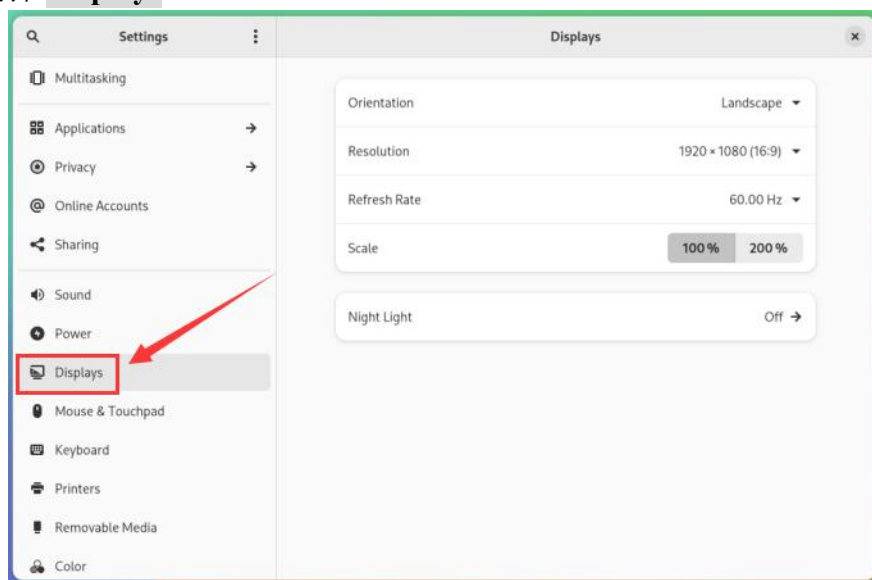 Settings
Displays
Multitasking
Applications
Privacy
Online Accounts
Sharing
Sound
Power
Displays
Mouse & Touchpad
Keyboard
Printers
Removable Media
Color
Orientation
Landscape
Resolution
1920 × 1080 (16:9)
Refresh Rate
60.00 Hz
Scale
100 %
200 %
Night Light
Off